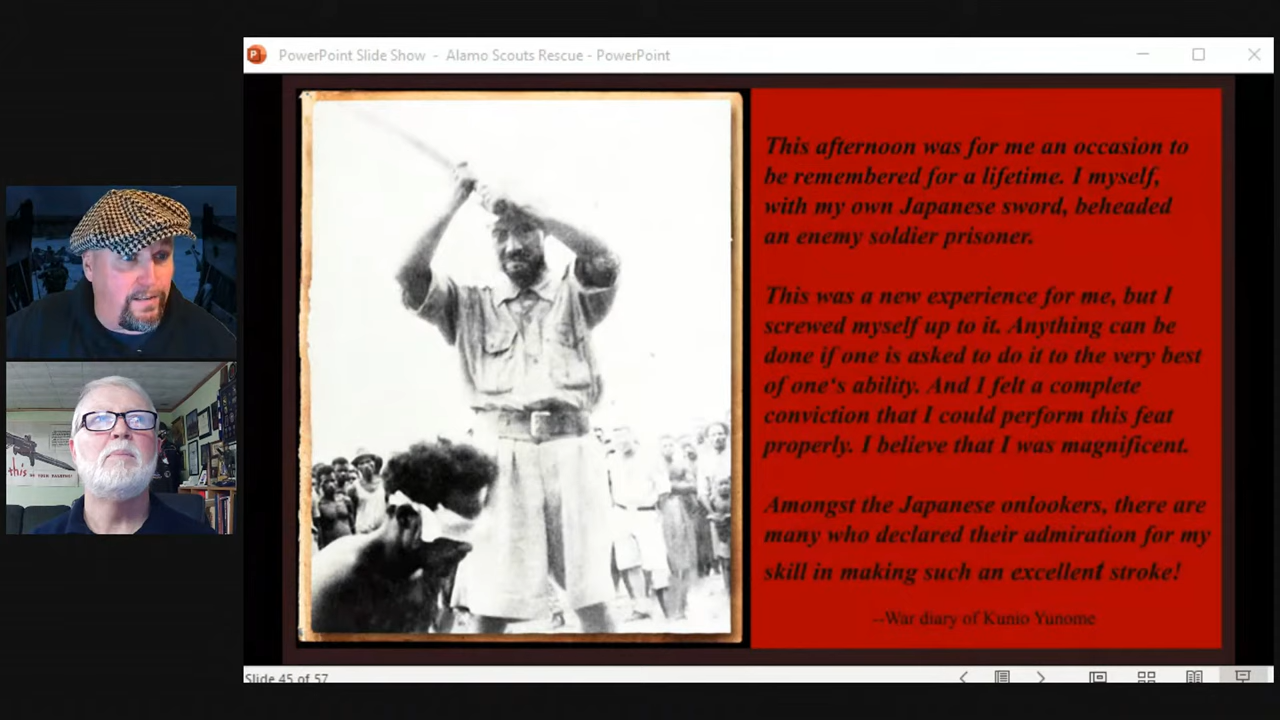 PowerPoint Slide Show - Alamo Scouts Rescue - PowerPoint
This afternoon was for me an occasion to
be remembered for a lifetime. I myself,
with my own Japanese sword, beheaded
an enemy soldier prisoner.
This was a new experience for me, but I
screwed myself up to it. Anything can be
done if one is asked to do it to the very best
of one‘s ability. And I felt a complete
conviction that I could perform this feat
properly. I believe that I was magnificent.
Amongst the Japanese onlookers, there are
many who declared their admiration for my
skill in making such an excellent stroke!
--War diary of Kunio Yunome
this
Slide 45 of 57